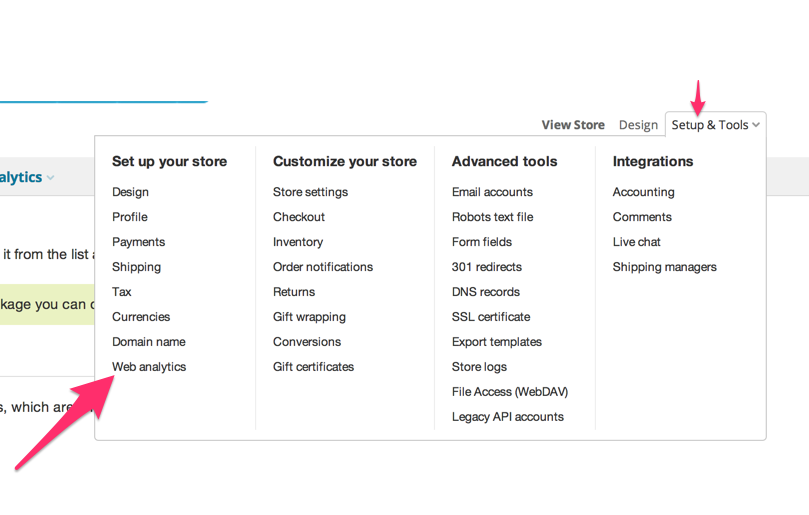 View Store Design Setup & Tools
Set up your store
Design
Profile
Payments
Shipping
Tax
Currencies
Domain name
Web analytics
Customize your store
Store settings
Checkout
Inventory
Order notifications
Returns
Gift wrapping
Conversions
Gift certificates
Advanced tools
Email accounts
Robots text file
Form fields
301 redirects
DNS records
SSL certificate
Export templates
Store logs
File Access (WebDAV)
Legacy API accounts
Integrations
Accounting
Comments
Live chat
Shipping managers
alytics
it from the list
kage you can
s, which are